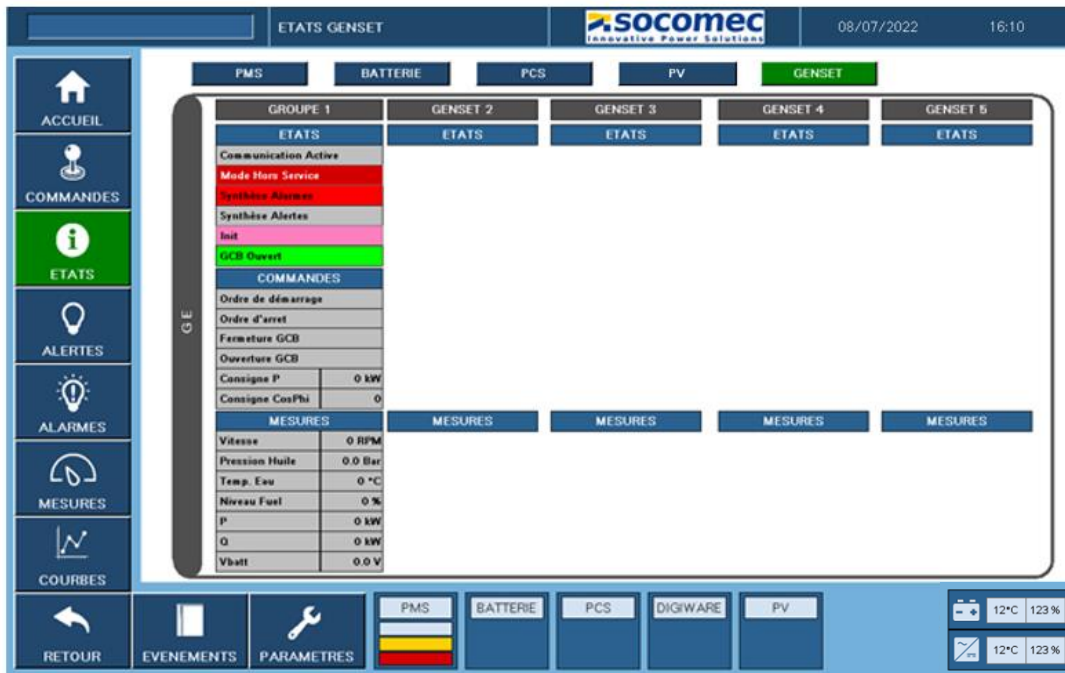 ETATS GENSET
socomec
Innovative Power Solutions
08/07/2022 16:10
PMS BATTERIE PCS PV GENSET
ACCUEIL
COMMANDES
ETATS
ALERTES
ALARMES
MESURES
COURBES
GE
GROUPE 1 GENSET 2 GENSET 3 GENSET 4 GENSET 5
ETATS ETATS ETATS ETATS ETATS
Communication Active
Mode Hors Service
Synthèse Alarmes
Synthèse Alertes
Init
GCB Ouvert
COMMANDES
Ordre de démarrage
Ordre d'arret
Fermeture GCB
Ouverture GCB
Consigne P 0 kW
Consigne CosPhi 0
MESURES MESURES MESURES MESURES MESURES
Vitesse 0 RPM
Pression Huile 0.0 Bar
Temp. Eau 0 °C
Niveau Fuel 0 %
P 0 kW
Q 0 kW
Vbatt 0.0 V
RETOUR EVENEMENTS PARAMETRES
PMS BATTERIE PCS DIGIWARE PV
12°C 123 %
12°C 123 %